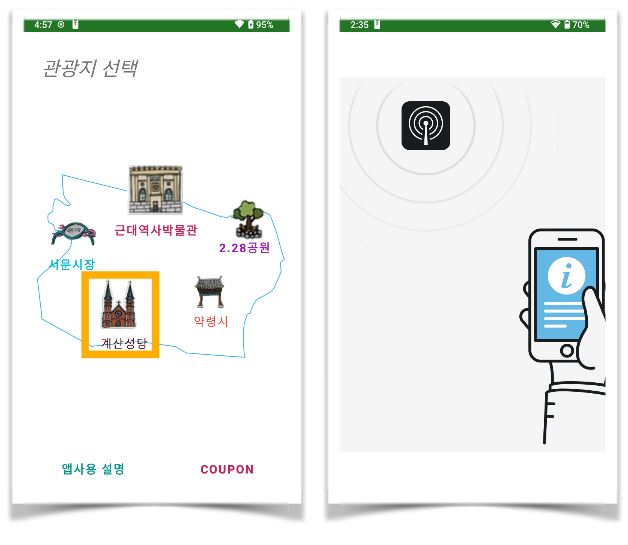 4:57
95%
관광지 선택
근대역사박물관
2.28공원
서문시장
약령시
계산성당
앱사용 설명
COUPON
2:35
70%
i